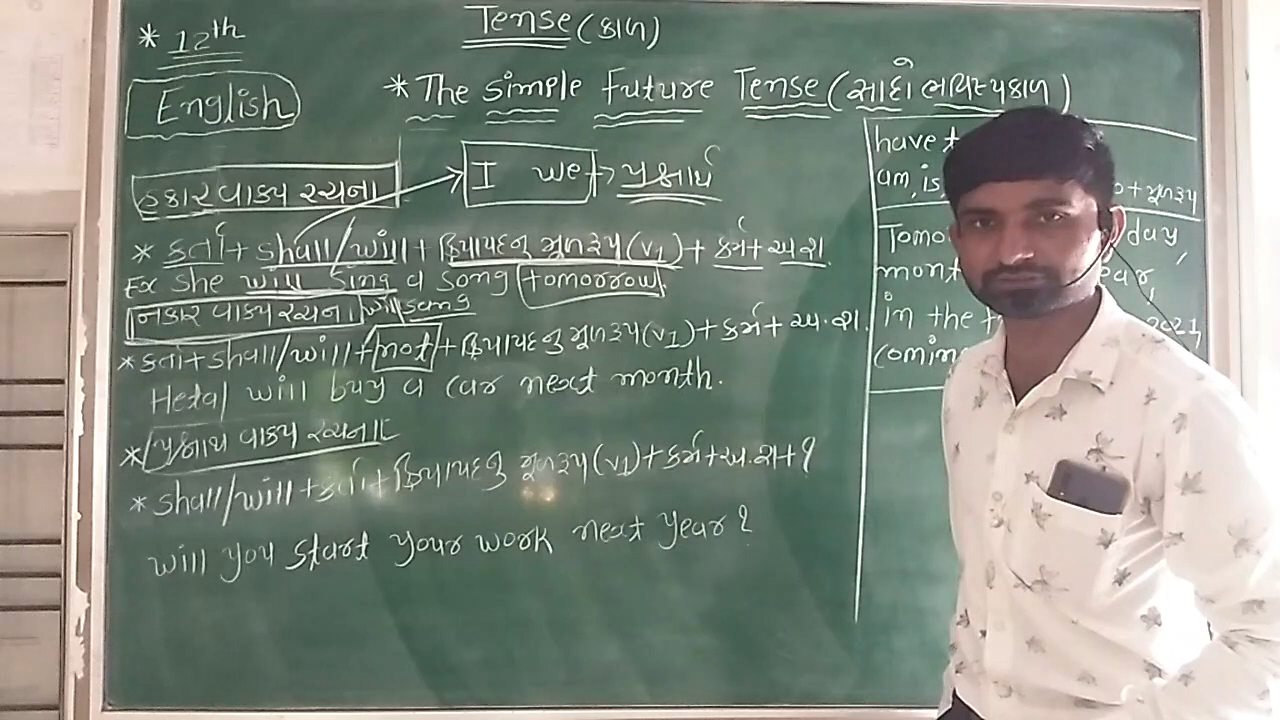 * 12th
Tense (કાળ)
English
* The Simple Future Tense (સાદો ભવિષ્યકાળ)
હકાર વાક્ય રચના
I we →
* કર્તા + shall/will + ક્રિયાપદનુ મૂળરૂપ (v1) + કર્મ + અ.વા.
Ex She will sing a song tomorrow.
નકાર વાક્ય રચના will sang
* કર્તા + shall/will + not + ક્રિયાપદનુ મૂળરૂપ (v1) + કર્મ + અ.વા.
Hetal will buy a car next month.
* પ્રશ્નાથ વાક્ય રચના
* shall/will + કર્તા + ક્રિયાપદનુ મૂળરૂપ (v1) + કર્મ + અ.વા. + ?
Will you start your work next year?
have t
am, is + મૂળરૂપ
Tomo day,
mont ear,
in the f 2021